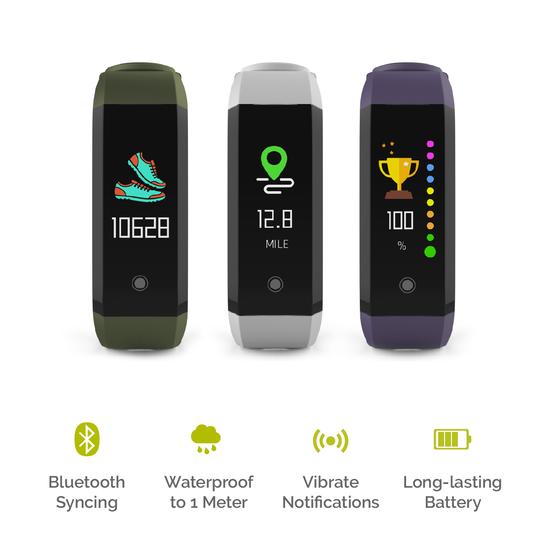 10628
12.8
MILE
100
%
Bluetooth
Syncing
Waterproof
to 1 Meter
Vibrate
Notifications
Long-lasting
Battery